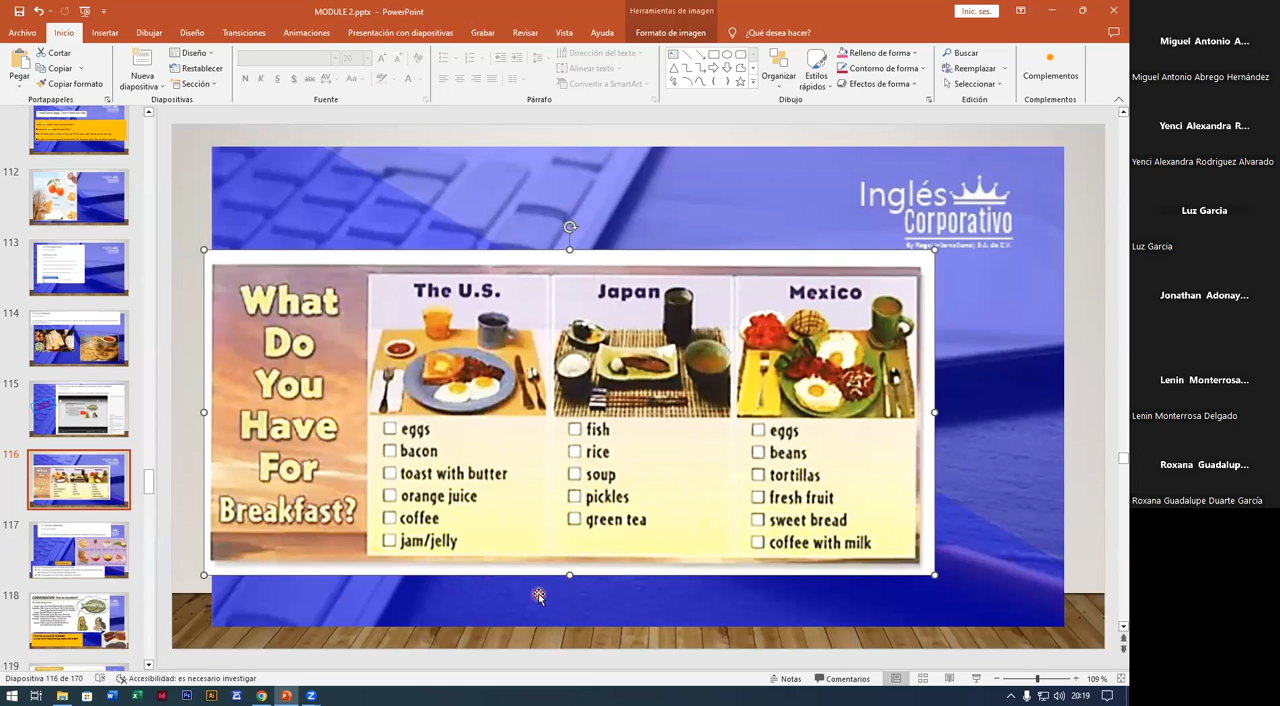 MODULE 2.pptx - PowerPoint
Herramientas de imagen
Inic. ses.
Archivo Inicio Insertar Dibujar Diseño Transiciones Animaciones Presentación con diapositivas Grabar Revisar Vista Ayuda Formato de imagen ¿Qué desea hacer?
Pegar
Cortar
Copiar
Copiar formato
Portapapeles
Nueva diapositiva
Diseño
Restablecer
Sección
Diapositivas
20
N K S S abc AV Aa A
Fuente
Dirección del texto
Alinear texto
Convertir a SmartArt
Párrafo
Organizar
Estilos rápidos
Relleno de forma
Contorno de forma
Efectos de forma
Dibujo
Buscar
Reemplazar
Seleccionar
Edición
Complementos
Complementos
112
113
114
115
116
117
118
119
Inglés
Corporativo
What
Do
You
Have
For
Breakfast?
The U.S.
eggs
bacon
toast with butter
orange juice
coffee
jam/jelly
Japan
fish
rice
soup
pickles
green tea
Mexico
eggs
beans
tortillas
fresh fruit
sweet bread
coffee with milk
Miguel Antonio A...
Miguel Antonio Abrego Hernández
Yenci Alexandra R...
Yenci Alexandra Rodriguez Alvarado
Luz Garcia
Luz Garcia
Jonathan Adonay...
Lenin Monterrosa...
Lenin Monterrosa Delgado
Roxana Guadalup...
Roxana Guadalupe Duarte García
Diapositiva 116 de 170
Accesibilidad: es necesario investigar
Notas
Comentarios
109 %
20:19